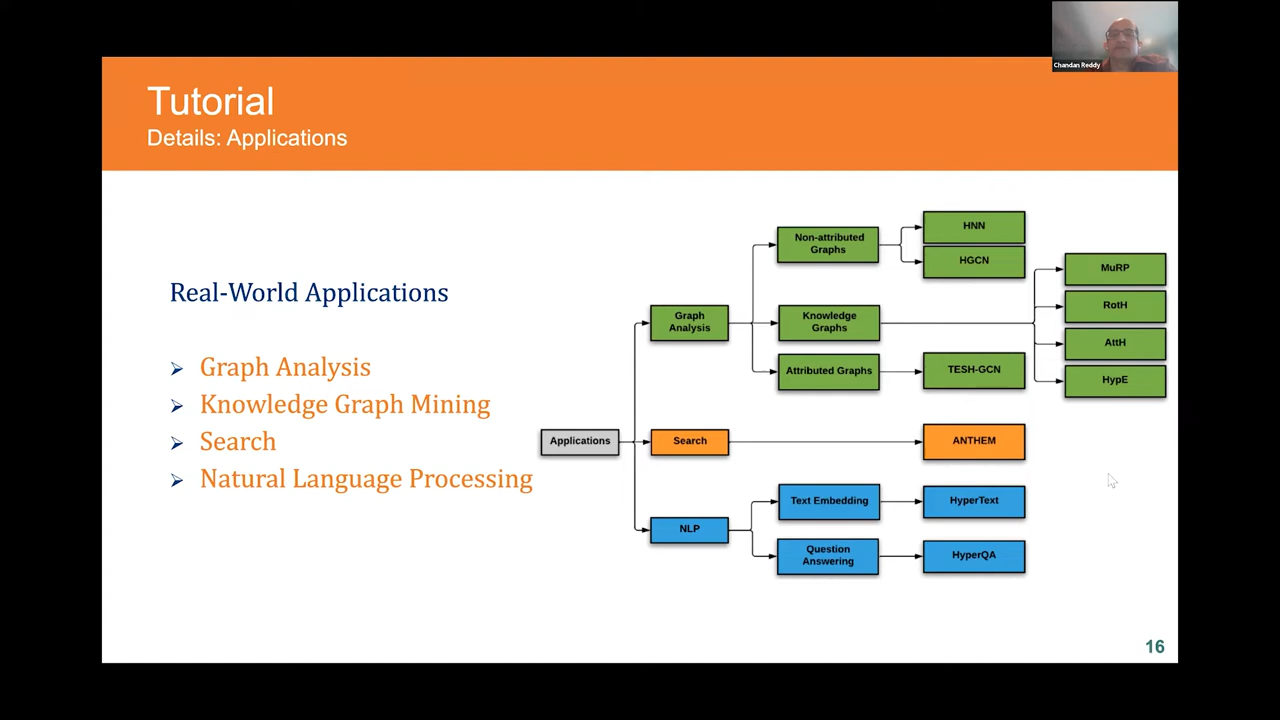 Chandan Reddy
Tutorial
Details: Applications
Real-World Applications
Graph Analysis
Knowledge Graph Mining
Search
Natural Language Processing
Applications
Graph
Analysis
Non-attributed
Graphs
HNN
HGCN
Knowledge
Graphs
MuRP
RotH
AttH
HypE
Attributed Graphs
TESH-GCN
Search
ANTHEM
NLP
Text Embedding
HyperText
Question
Answering
HyperQA
16